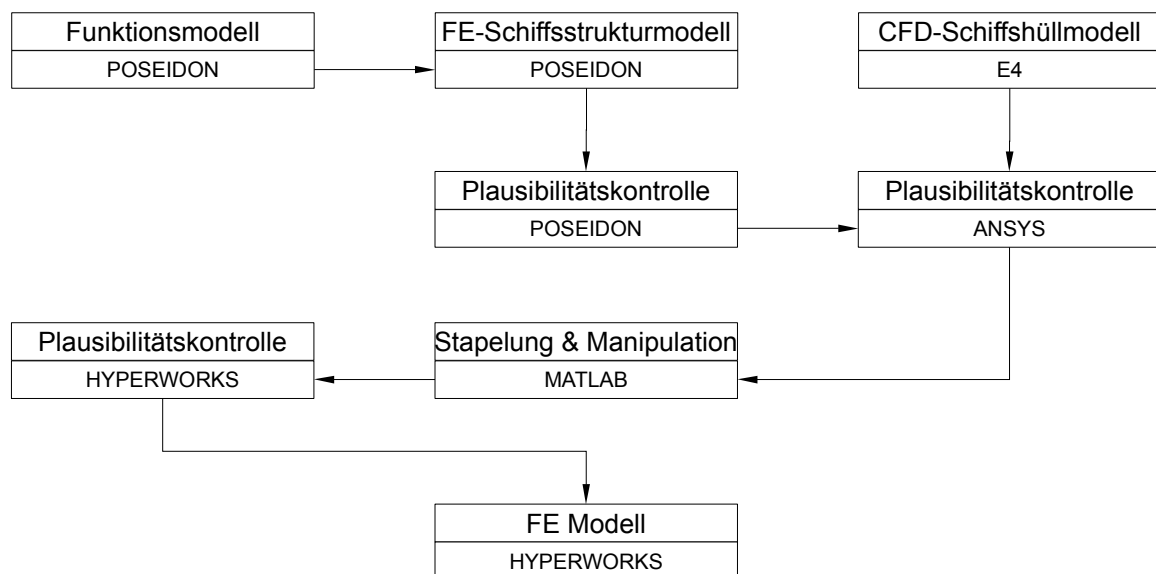 Funktionsmodell
POSEIDON
FE-Schiffsstrukturmodell
POSEIDON
CFD-Schiffshüllmodell
E4
Plausibilitätskontrolle
POSEIDON
Plausibilitätskontrolle
ANSYS
Plausibilitätskontrolle
HYPERWORKS
Stapelung & Manipulation
MATLAB
FE Modell
HYPERWORKS